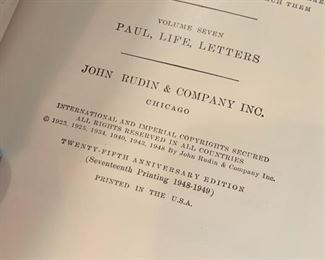 THEM
VOLUME SEVEN
PAUL, LIFE, LETTERS
JOHN RUDIN & COMPANY INC.
CHICAGO
INTERNATIONAL AND IMPERIAL COPYRIGHTS SECURED
ALL RIGHTS RESERVED IN ALL COUNTRIES
© 1923, 1925, 1934, 1940, 1943, 1948 By John Rudin & Company Inc.
TWENTY-FIFTH ANNIVERSARY EDITION
(Seventeenth Printing 1948-1949)
PRINTED IN THE U.S.A.